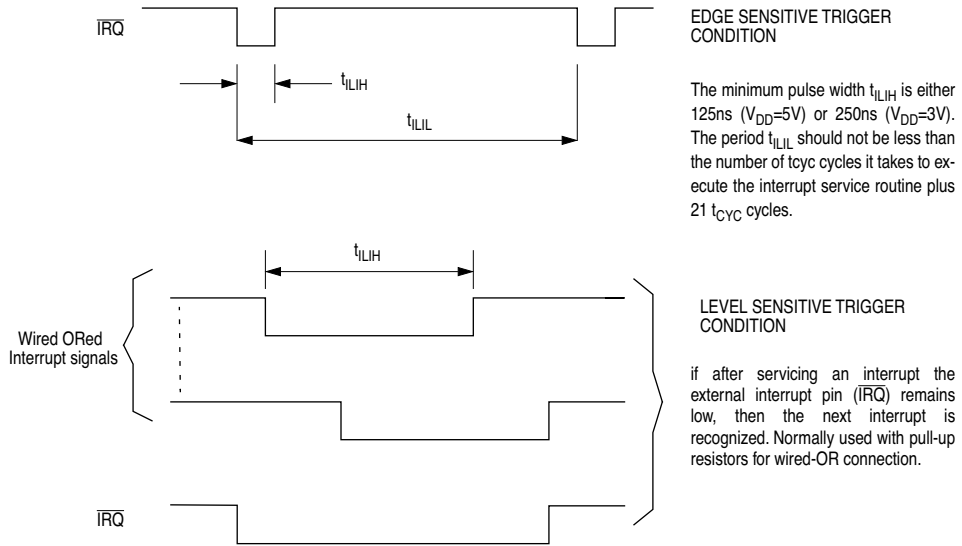 IRQ
EDGE SENSITIVE TRIGGER
CONDITION
tILIH
tILIL
The minimum pulse width tILIH is either
125ns (VDD=5V) or 250ns (VDD=3V).
The period tILIL should not be less than
the number of tcyc cycles it takes to ex-
ecute the interrupt service routine plus
21 tCYC cycles.
tILIH
Wired ORed
Interrupt signals
LEVEL SENSITIVE TRIGGER
CONDITION
if after servicing an interrupt the
external interrupt pin (IRQ) remains
low, then the next interrupt is
recognized. Normally used with pull-up
resistors for wired-OR connection.
IRQ